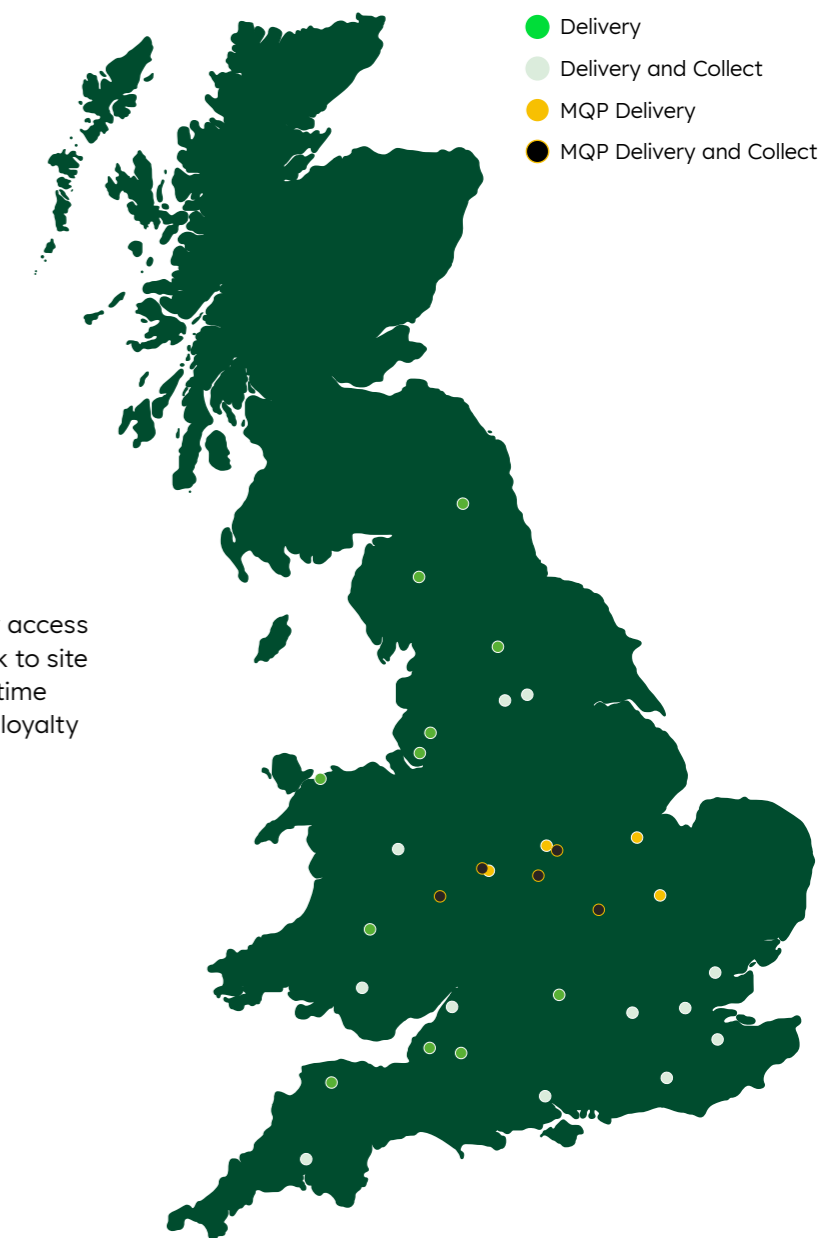 Delivery
Delivery and Collect
MQP Delivery
MQP Delivery and Collect
access
to site
time
loyalty